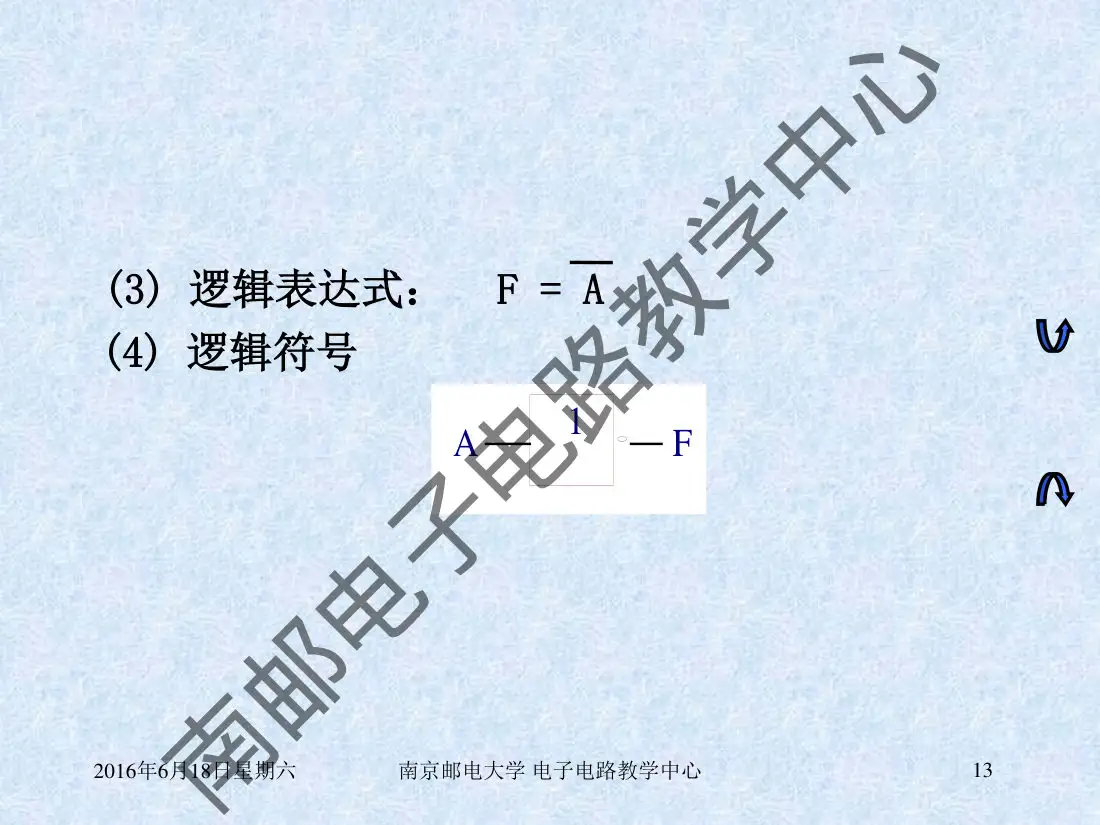 (3) 逻辑表达式： F = A̅
(4) 逻辑符号
A 1 F
南邮电子电路教学中心
2016年6月18日星期六 南京邮电大学 电子电路教学中心 13